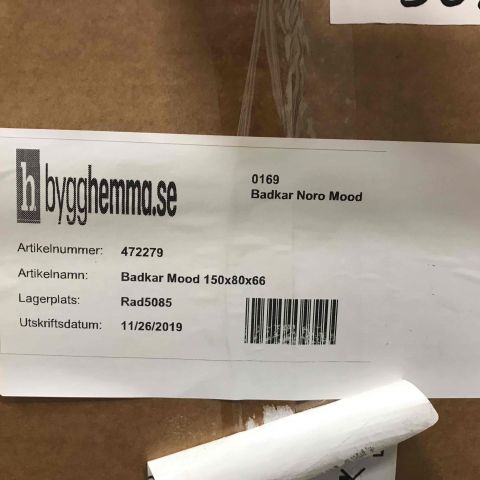 h bygghemma.se
0169
Badkar Noro Mood
Artikelnummer: 472279
Artikelnamn: Badkar Mood 150x80x66
Lagerplats: Rad5085
Utskriftsdatum: 11/26/2019